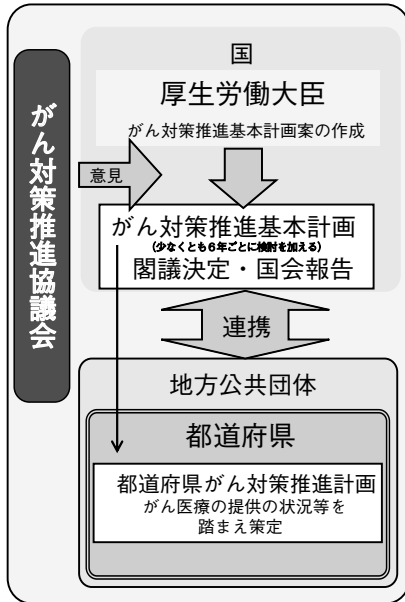 がん対策推進協議会
国
厚生労働大臣
がん対策推進基本計画案の作成
意見
がん対策推進基本計画
(少なくとも6年ごとに検討を加える)
閣議決定・国会報告
連携
地方公共団体
都道府県
都道府県がん対策推進計画
がん医療の提供の状況等を
踏まえ策定